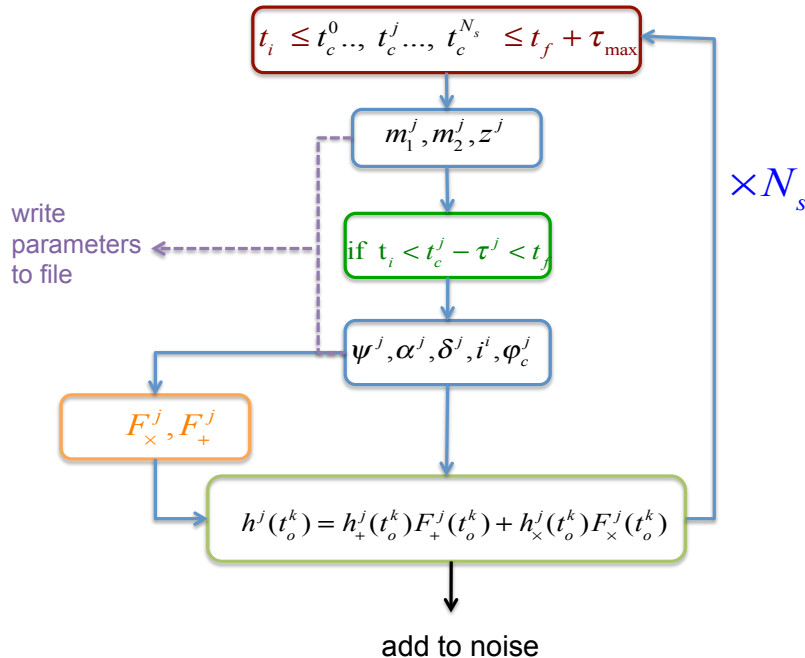 t_i ≤ t_c^0 .., t_c^j ..., t_c^{N_s} ≤ t_f + τ_max
m_1^j, m_2^j, z^j
×N_s
write
parameters
to file
if t_i < t_c^j − τ^j < t_f
ψ^j, α^j, δ^j, i^i, φ_c^j
F_×^j, F_+^j
h^j(t_o^k) = h_+^j(t_o^k)F_+^j(t_o^k) + h_×^j(t_o^k)F_×^j(t_o^k)
add to noise